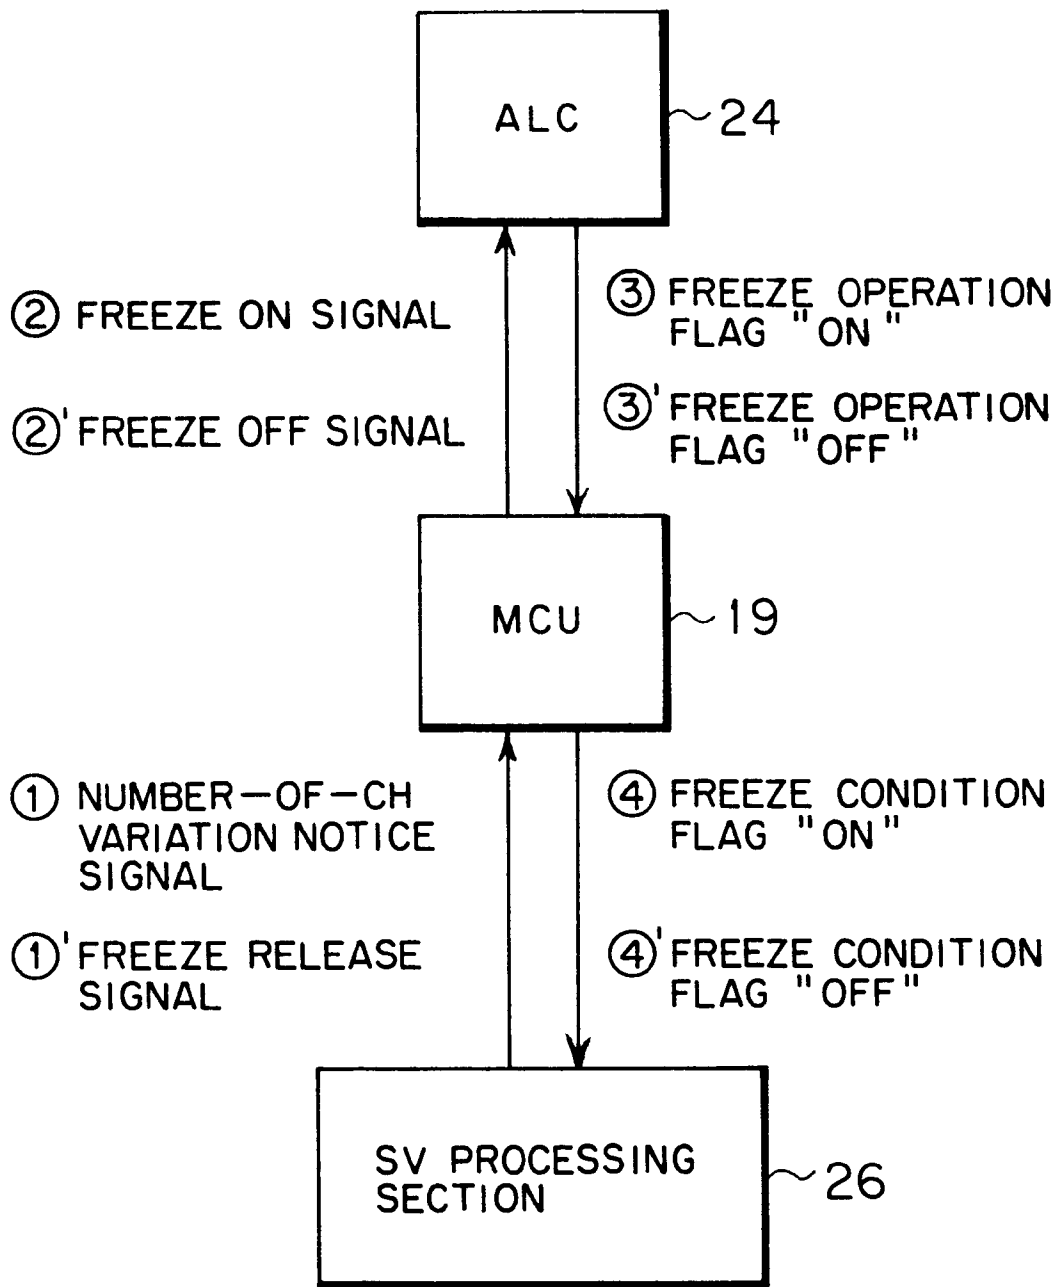 ALC
24
② FREEZE ON SIGNAL
②' FREEZE OFF SIGNAL
③ FREEZE OPERATION
FLAG "ON"
③' FREEZE OPERATION
FLAG "OFF"
MCU
19
① NUMBER-OF-CH
VARIATION NOTICE
SIGNAL
①' FREEZE RELEASE
SIGNAL
④ FREEZE CONDITION
FLAG "ON"
④' FREEZE CONDITION
FLAG "OFF"
SV PROCESSING
SECTION
26